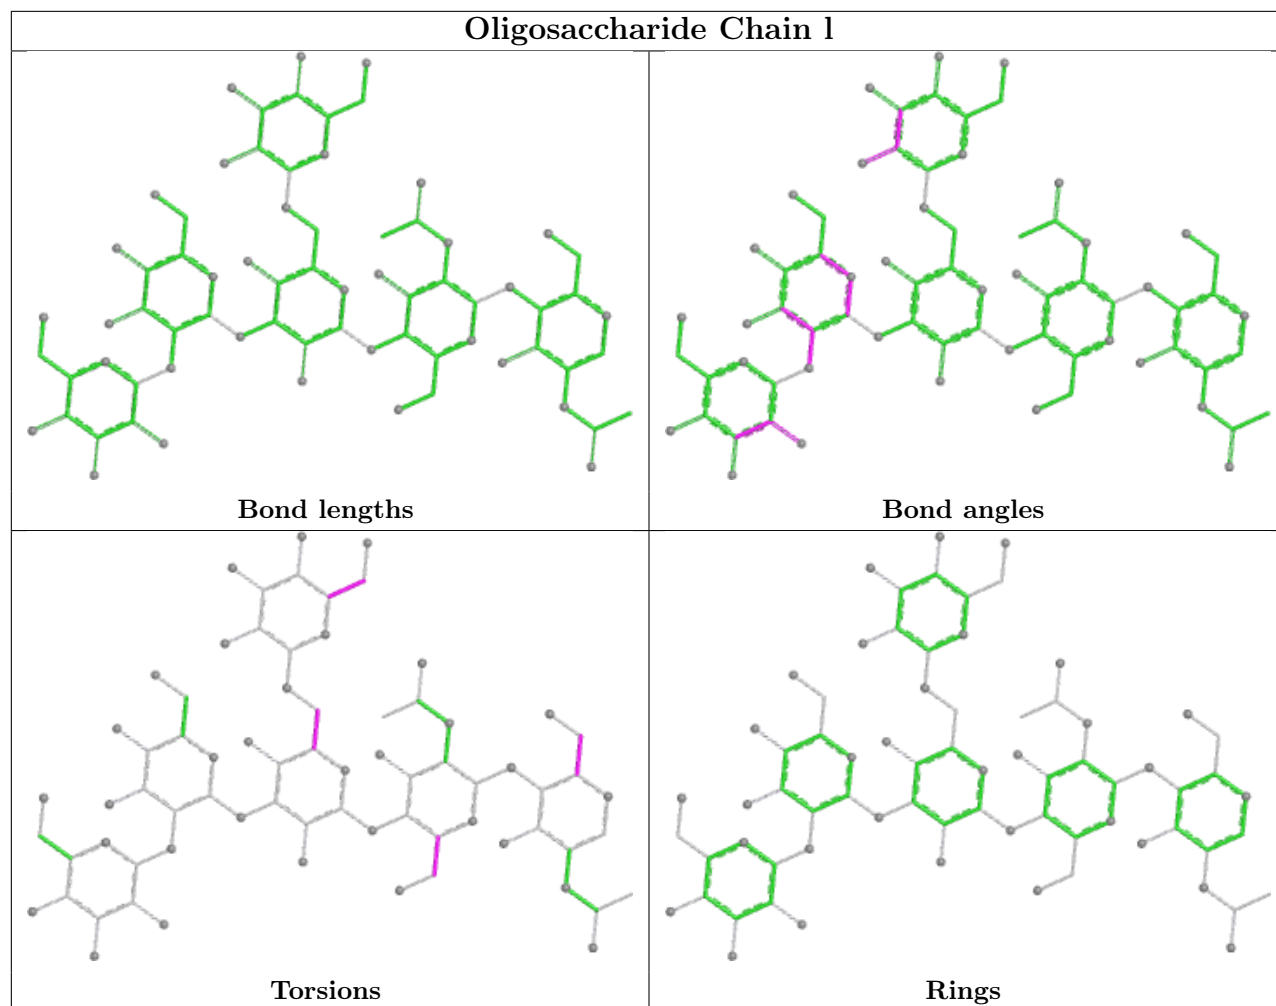 Oligosaccharide Chain l
Bond lengths
Bond angles
Torsions
Rings